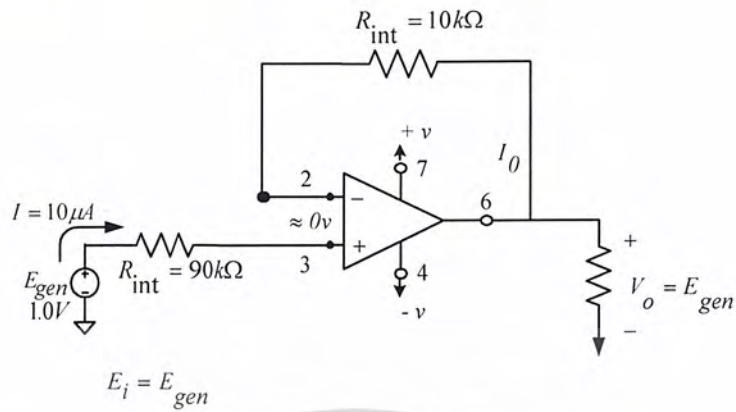 R_int = 10kΩ
+ v
7
I_0
2
6
−
≈ 0v
I = 10μA
+
3
4
R_int = 90kΩ
- v
+
V_o = E_gen
−
+
−
E_gen
1.0V
E_i = E_gen